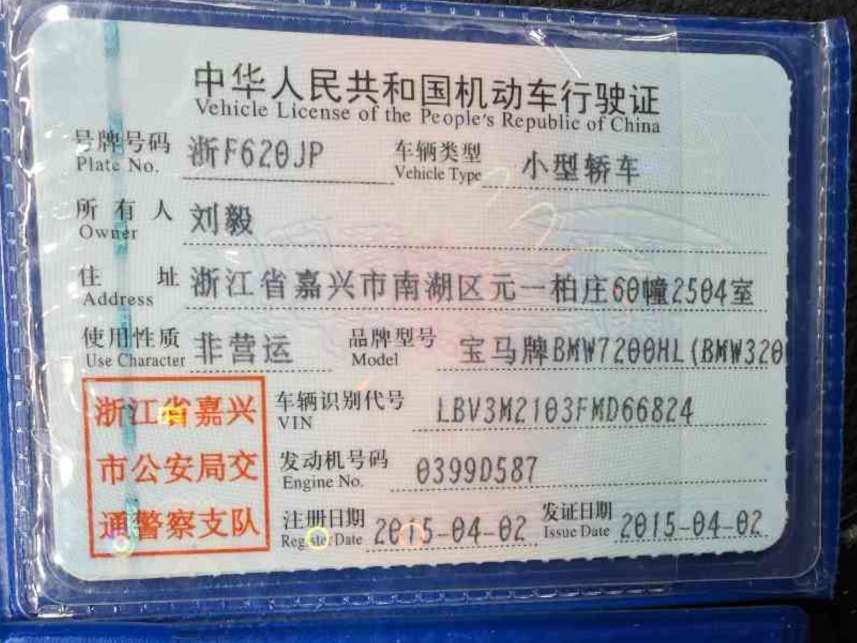 中华人民共和国机动车行驶证
Vehicle License of the People's Republic of China
号牌号码 浙F620JP 车辆类型 小型轿车
Plate No. Vehicle Type
所有人 刘毅
Owner
住址 浙江省嘉兴市南湖区元一柏庄60幢2504室
Address
使用性质 非营运 品牌型号 宝马牌BMW7200HL(BMW320
Use Character Model
浙江省嘉兴 车辆识别代号 LBV3M2103FMD66824
VIN
市公安局交 发动机号码 0399D587
Engine No.
通警察支队 注册日期 2015-04-02 发证日期 2015-04-02
Register Date Issue Date